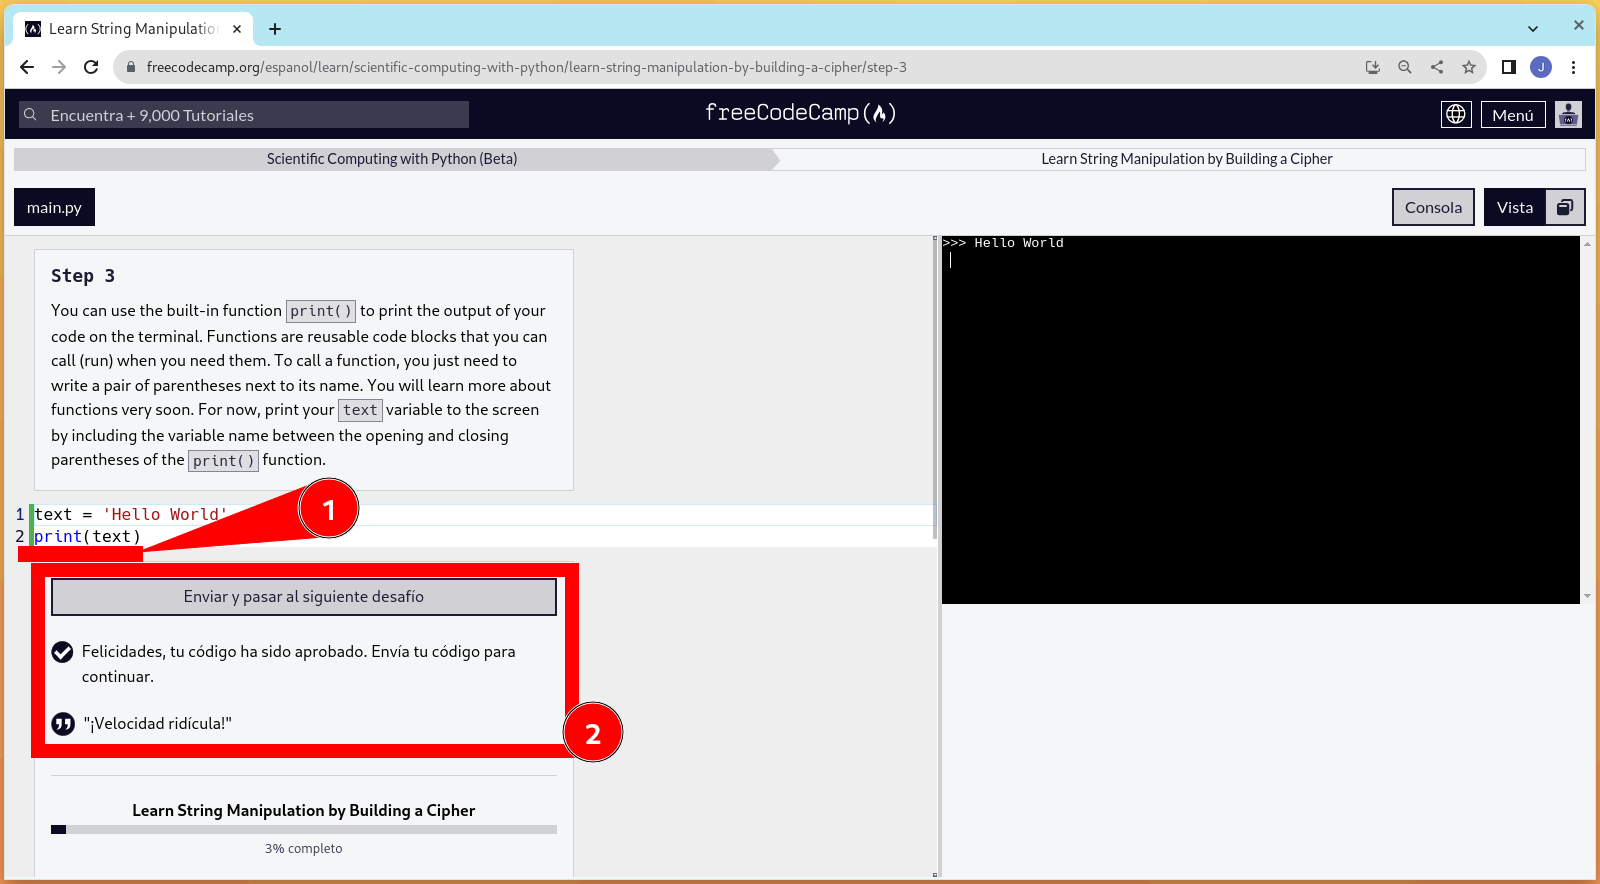 Learn String Manipulatio
freecodecamp.org/espanol/learn/scientific-computing-with-python/learn-string-manipulation-by-building-a-cipher/step-3
J
Encuentra + 9,000 Tutoriales
freeCodeCamp(🔥)
Menú
Scientific Computing with Python (Beta)
Learn String Manipulation by Building a Cipher
main.py
Consola
Vista
Step 3
You can use the built-in function print() to print the output of your
code on the terminal. Functions are reusable code blocks that you can
call (run) when you need them. To call a function, you just need to
write a pair of parentheses next to its name. You will learn more about
functions very soon. For now, print your text variable to the screen
by including the variable name between the opening and closing
parentheses of the print() function.
1 text = 'Hello World'
2 print(text)
1
Enviar y pasar al siguiente desafío
Felicidades, tu código ha sido aprobado. Envía tu código para
continuar.
"¡Velocidad ridícula!"
2
Learn String Manipulation by Building a Cipher
3% completo
>>> Hello World